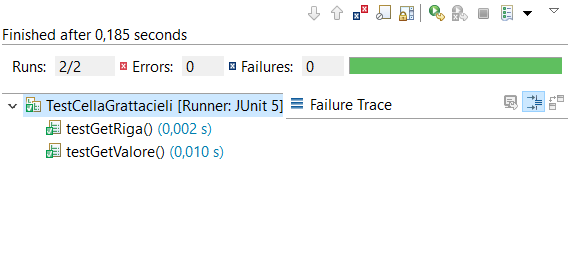 Finished after 0,185 seconds
Runs: 2/2 Errors: 0 Failures: 0
TestCellaGrattacieli [Runner: JUnit 5] Failure Trace
testGetRiga() (0,002 s)
testGetValore() (0,010 s)